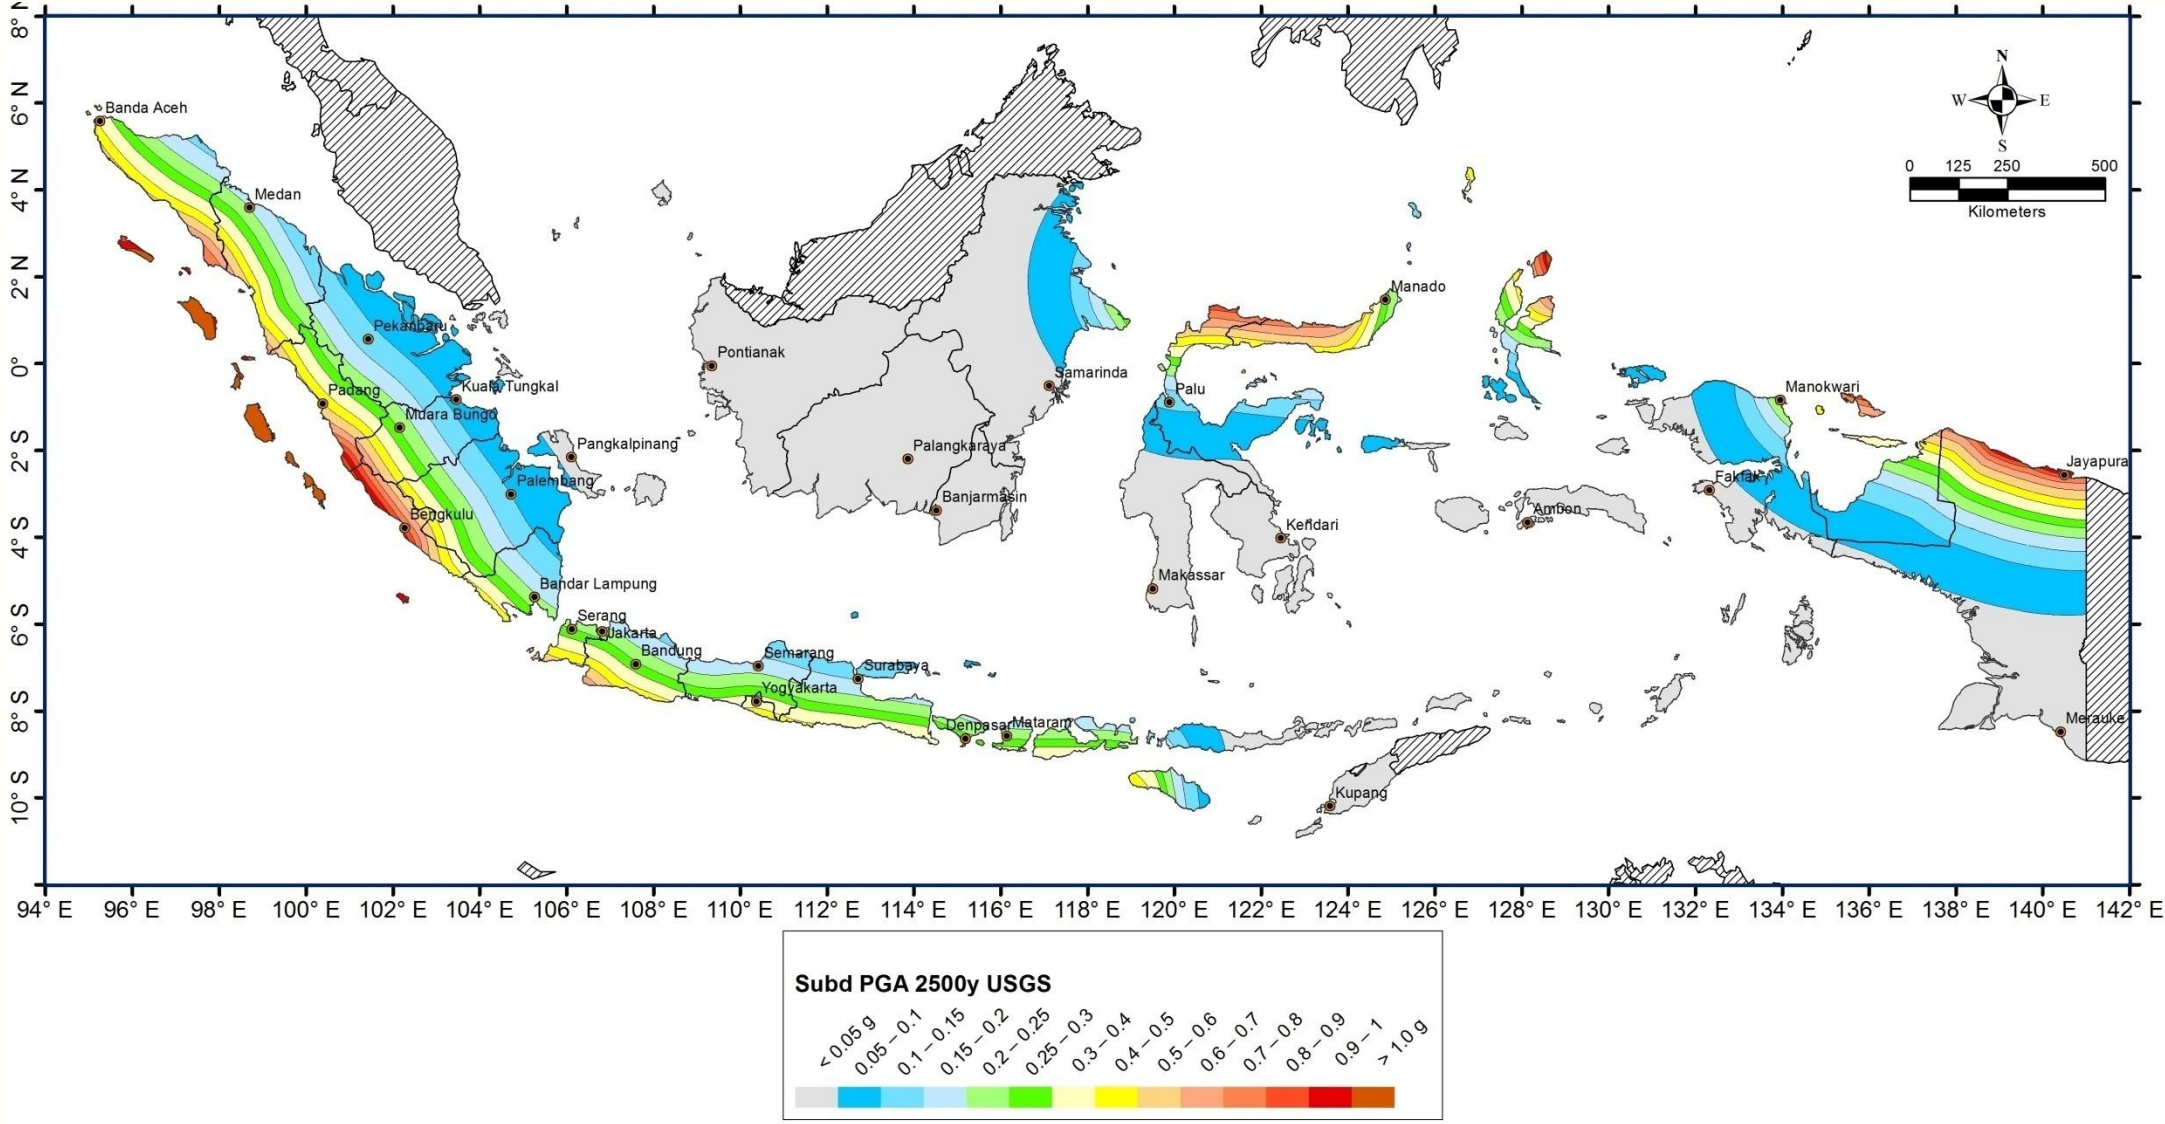 8° N
6° N
4° N
2° N
0°
2° S
4° S
6° S
8° S
10° S
N
W E
S
0 125 250 500
Kilometers
Banda Aceh
Medan
Pekanbaru
Kuala Tungkal
Padang
Muara Bungo
Pangkalpinang
Palembang
Bengkulu
Bandar Lampung
Serang
Jakarta
Bandung
Semarang
Surabaya
Yogyakarta
Denpasar
Mataram
Pontianak
Samarinda
Palangkaraya
Banjarmasin
Manado
Palu
Kendari
Makassar
Ambon
Kupang
Manokwari
Fakfak
Jayapura
Merauke
94° E 96° E 98° E 100° E 102° E 104° E 106° E 108° E 110° E 112° E 114° E 116° E 118° E 120° E 122° E 124° E 126° E 128° E 130° E 132° E 134° E 136° E 138° E 140° E 142° E
Subd PGA 2500y USGS
< 0.05 g
0.05 – 0.1
0.1 – 0.15
0.15 – 0.2
0.2 – 0.25
0.25 – 0.3
0.3 – 0.4
0.4 – 0.5
0.5 – 0.6
0.6 – 0.7
0.7 – 0.8
0.8 – 0.9
0.9 – 1
> 1.0 g